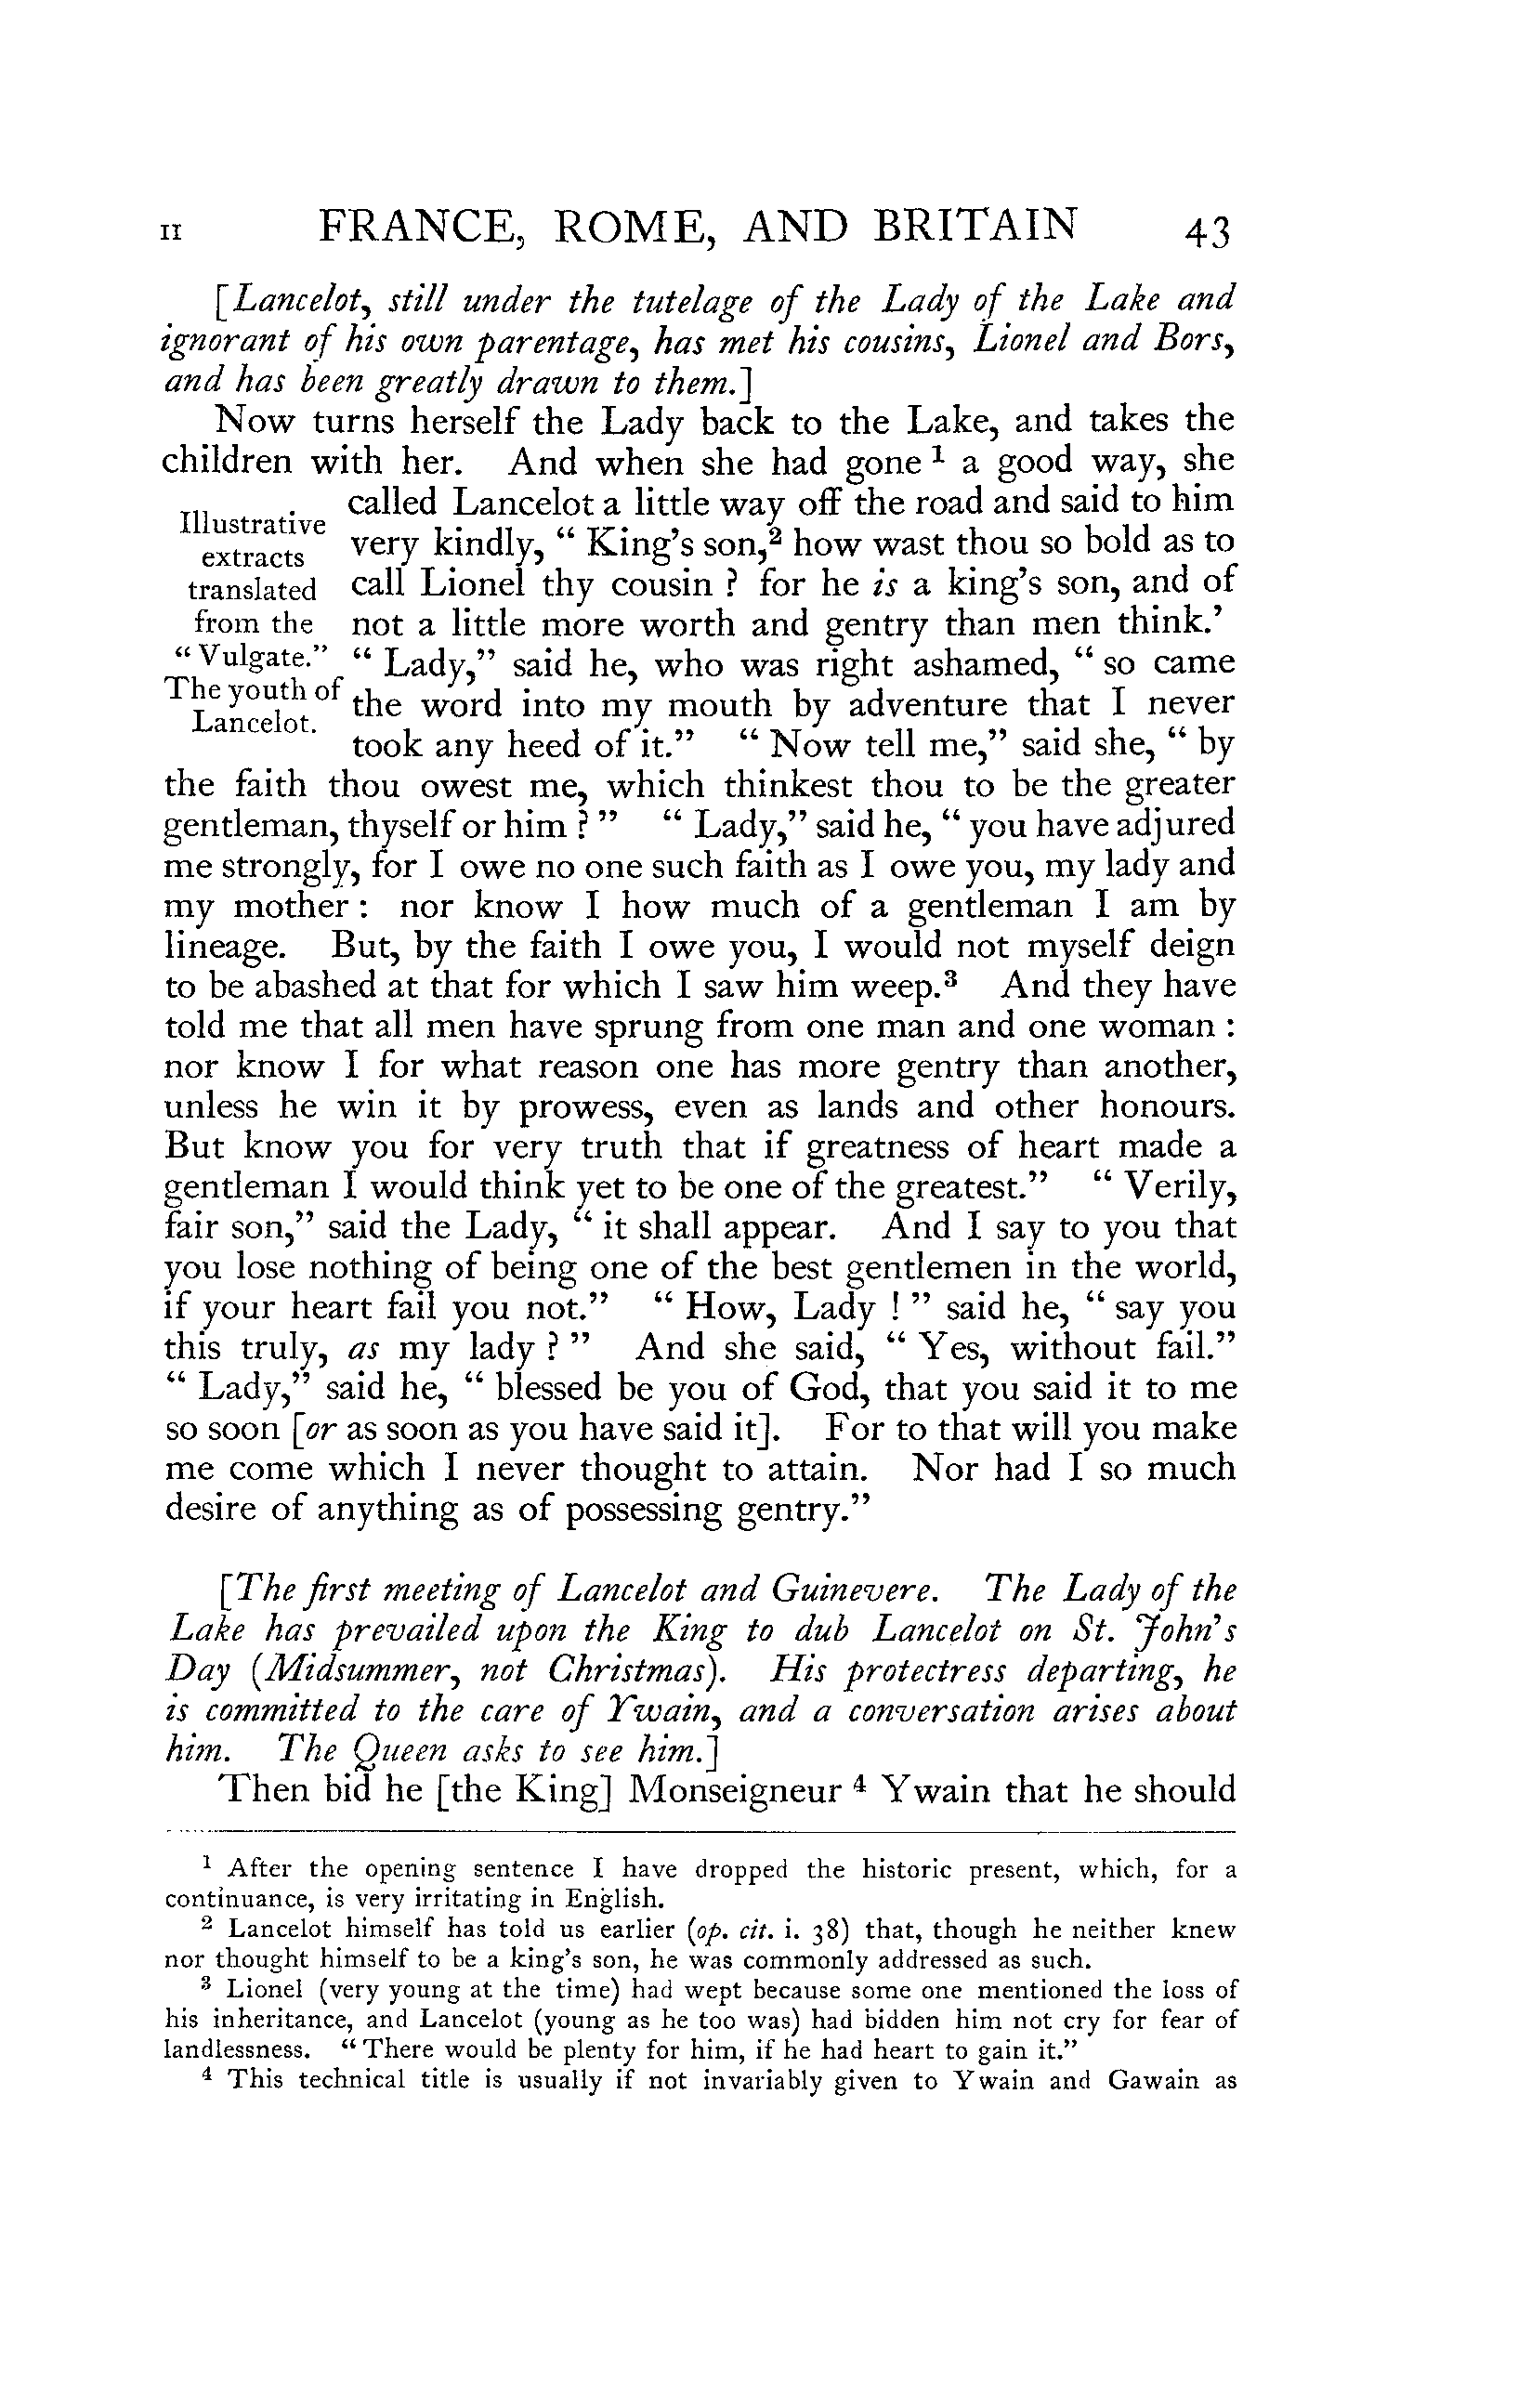 II FRANCE, ROME, AND BRITAIN 43
[Lancelot, still under the tutelage of the Lady of the Lake and
ignorant of his own parentage, has met his cousins, Lionel and Bors,
and has been greatly drawn to them.]
Now turns herself the Lady back to the Lake, and takes the
children with her. And when she had gone ¹ a good way, she
called Lancelot a little way off the road and said to him
very kindly, “ King’s son,² how wast thou so bold as to
call Lionel thy cousin ? for he is a king’s son, and of
not a little more worth and gentry than men think.’
“ Lady,” said he, who was right ashamed, “ so came
the word into my mouth by adventure that I never
took any heed of it.” “ Now tell me,” said she, “ by
Illustrative
extracts
translated
from the
“ Vulgate.”
The youth of
Lancelot.
the faith thou owest me, which thinkest thou to be the greater
gentleman, thyself or him ? ” “ Lady,” said he, “ you have adjured
me strongly, for I owe no one such faith as I owe you, my lady and
my mother : nor know I how much of a gentleman I am by
lineage. But, by the faith I owe you, I would not myself deign
to be abashed at that for which I saw him weep.³ And they have
told me that all men have sprung from one man and one woman :
nor know I for what reason one has more gentry than another,
unless he win it by prowess, even as lands and other honours.
But know you for very truth that if greatness of heart made a
gentleman I would think yet to be one of the greatest.” “ Verily,
fair son,” said the Lady, “ it shall appear. And I say to you that
you lose nothing of being one of the best gentlemen in the world,
if your heart fail you not.” “ How, Lady ! ” said he, “ say you
this truly, as my lady ? ” And she said, “ Yes, without fail.”
“ Lady,” said he, “ blessed be you of God, that you said it to me
so soon [or as soon as you have said it]. For to that will you make
me come which I never thought to attain. Nor had I so much
desire of anything as of possessing gentry.”
[The first meeting of Lancelot and Guinevere. The Lady of the
Lake has prevailed upon the King to dub Lancelot on St. John’s
Day (Midsummer, not Christmas). His protectress departing, he
is committed to the care of Ywain, and a conversation arises about
him. The Queen asks to see him.]
Then bid he [the King] Monseigneur ⁴ Ywain that he should
¹ After the opening sentence I have dropped the historic present, which, for a
continuance, is very irritating in English.
² Lancelot himself has told us earlier (op. cit. i. 38) that, though he neither knew
nor thought himself to be a king’s son, he was commonly addressed as such.
³ Lionel (very young at the time) had wept because some one mentioned the loss of
his inheritance, and Lancelot (young as he too was) had bidden him not cry for fear of
landlessness. “ There would be plenty for him, if he had heart to gain it.”
⁴ This technical title is usually if not invariably given to Ywain and Gawain as